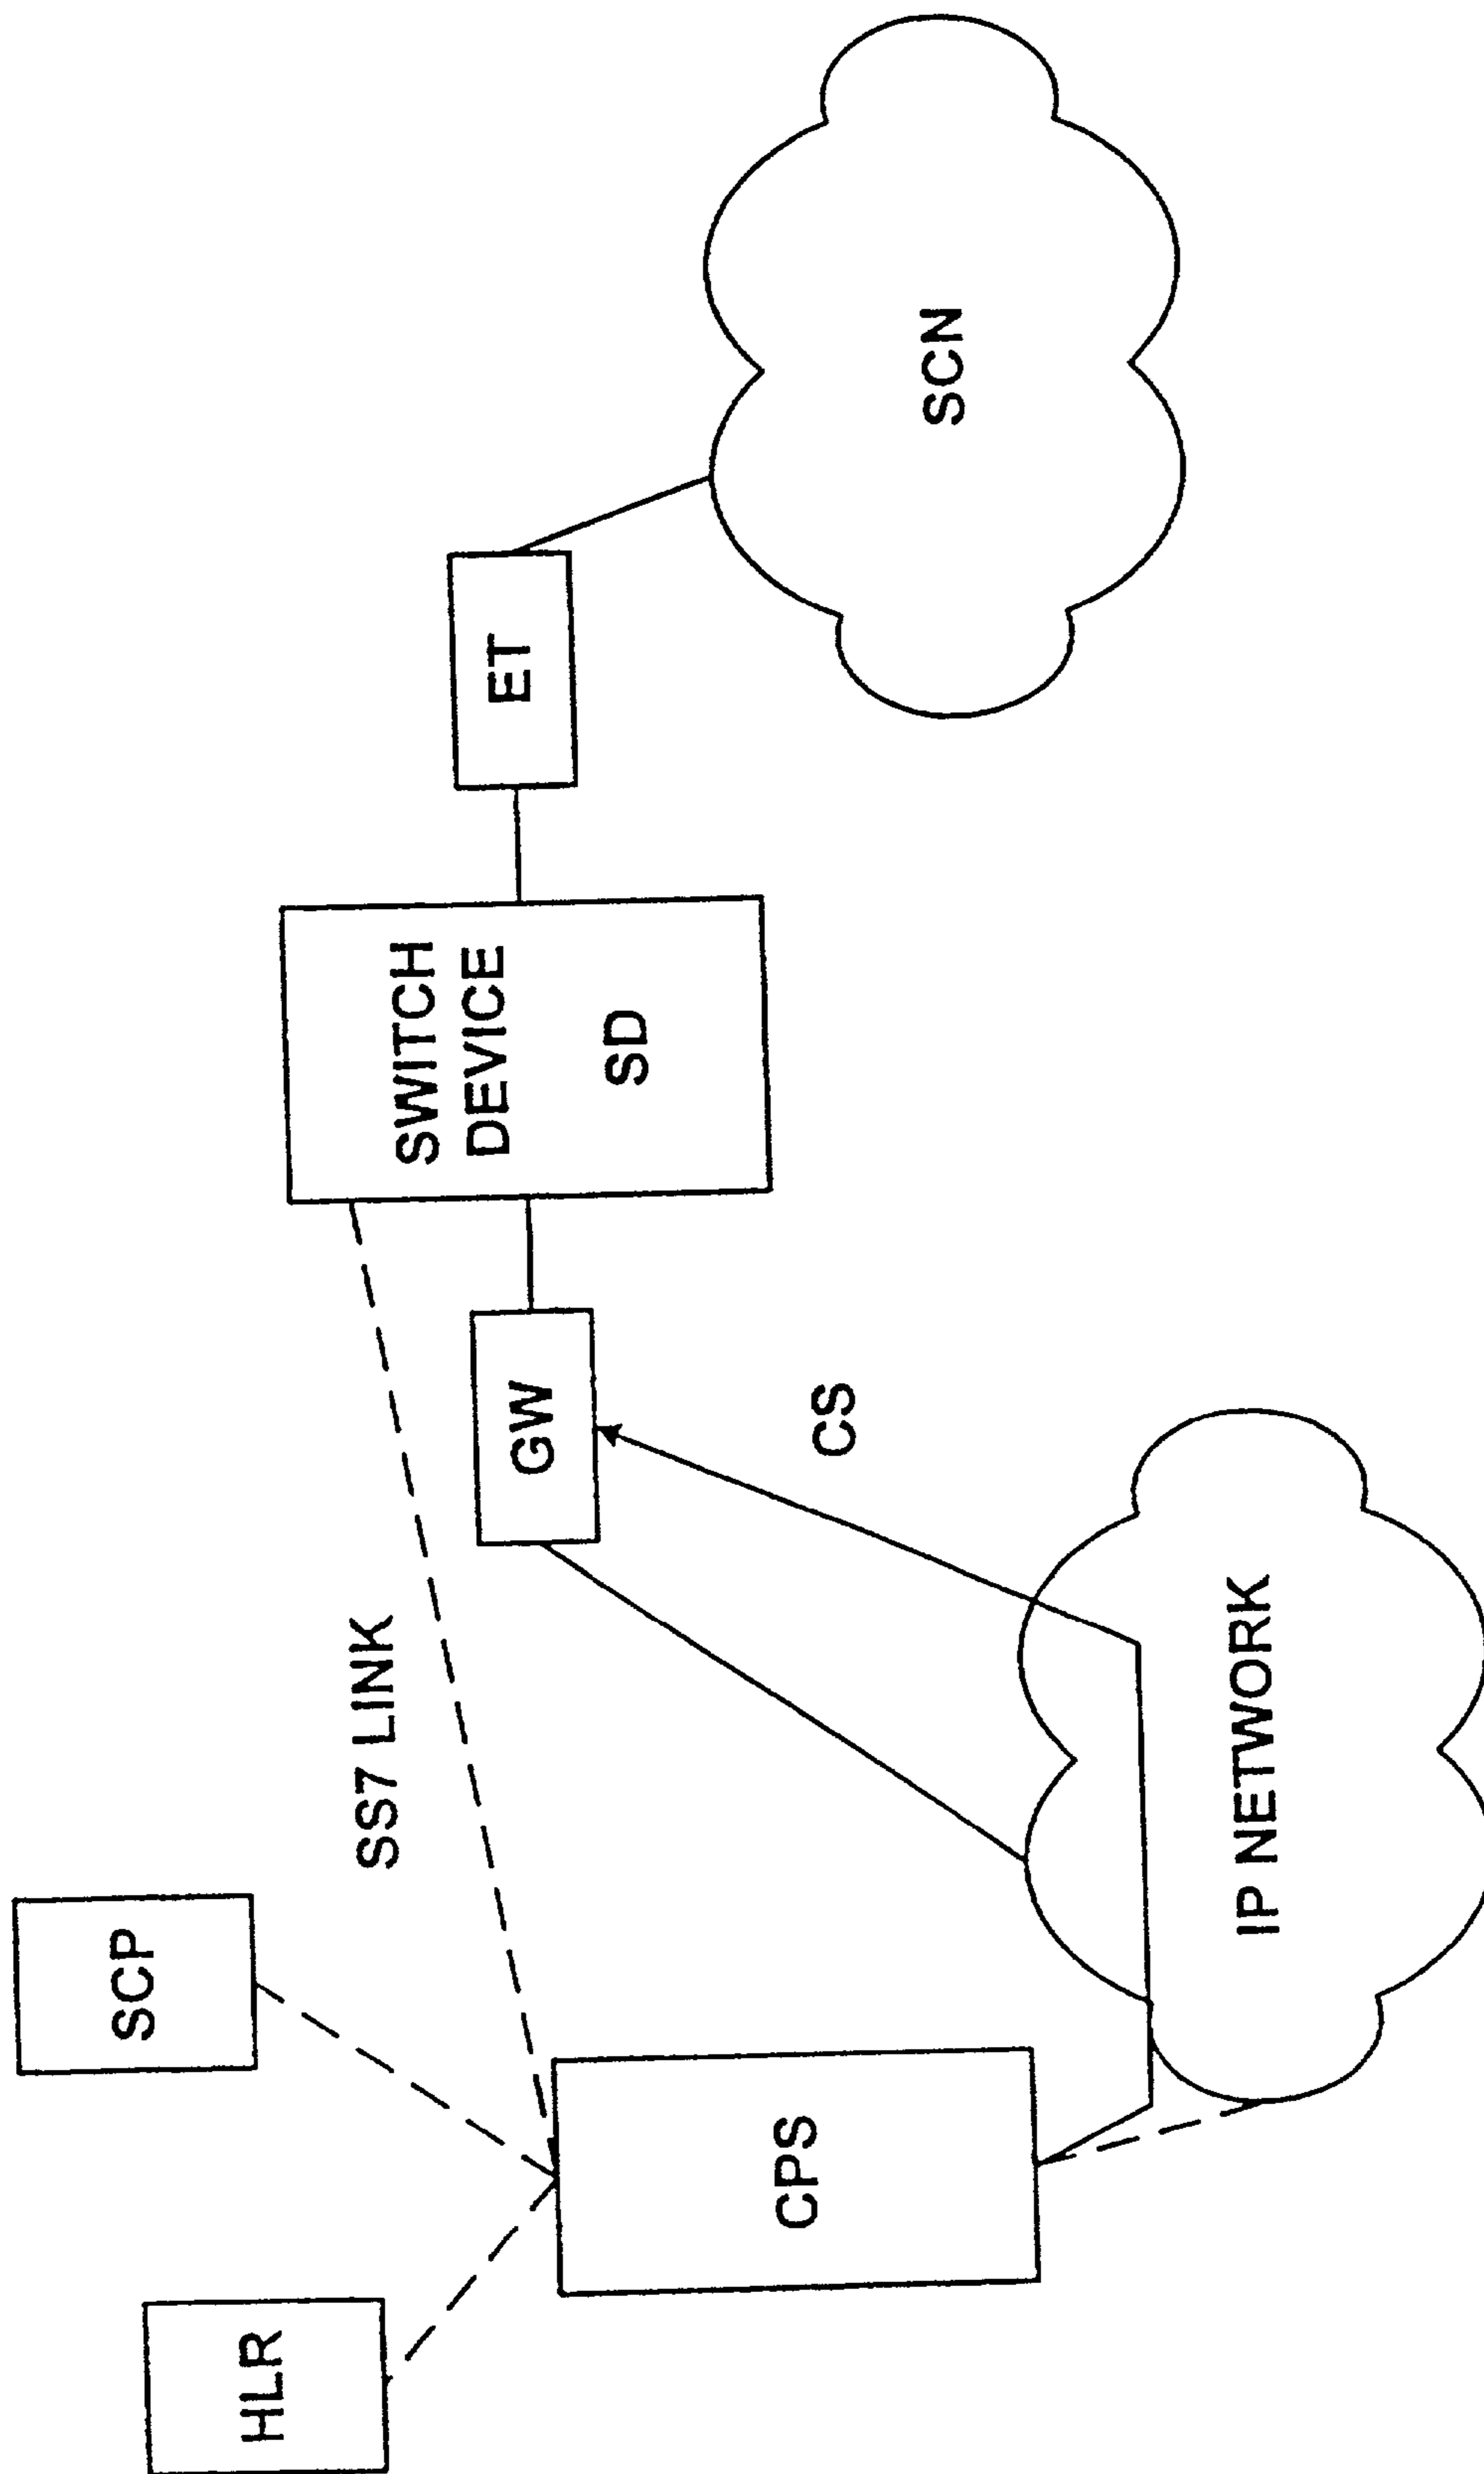 HLR
SCP
SS7 LINK
CPS
GW
SWITCH
DEVICE
SD
ET
CS
IP NETWORK
SCN